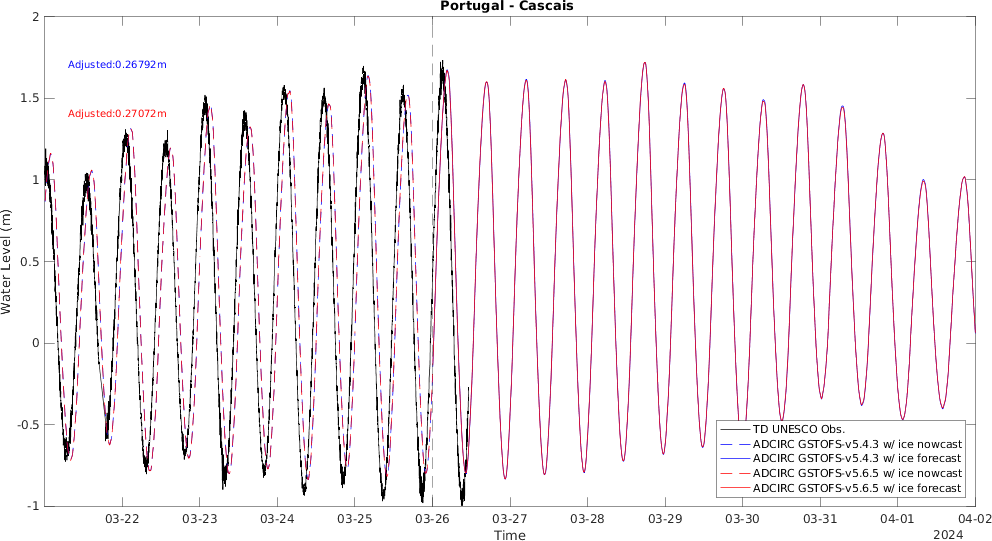 Portugal - Cascais
2
Adjusted:0.26792m
1.5
Adjusted:0.27072m
1
0.5
0
-0.5
-1
Water Level (m)
TD UNESCO Obs.
ADCIRC GSTOFS-v5.4.3 w/ ice nowcast
ADCIRC GSTOFS-v5.4.3 w/ ice forecast
ADCIRC GSTOFS-v5.6.5 w/ ice nowcast
ADCIRC GSTOFS-v5.6.5 w/ ice forecast
03-22 03-23 03-24 03-25 03-26 03-27 03-28 03-29 03-30 03-31 04-01 04-02
Time
2024